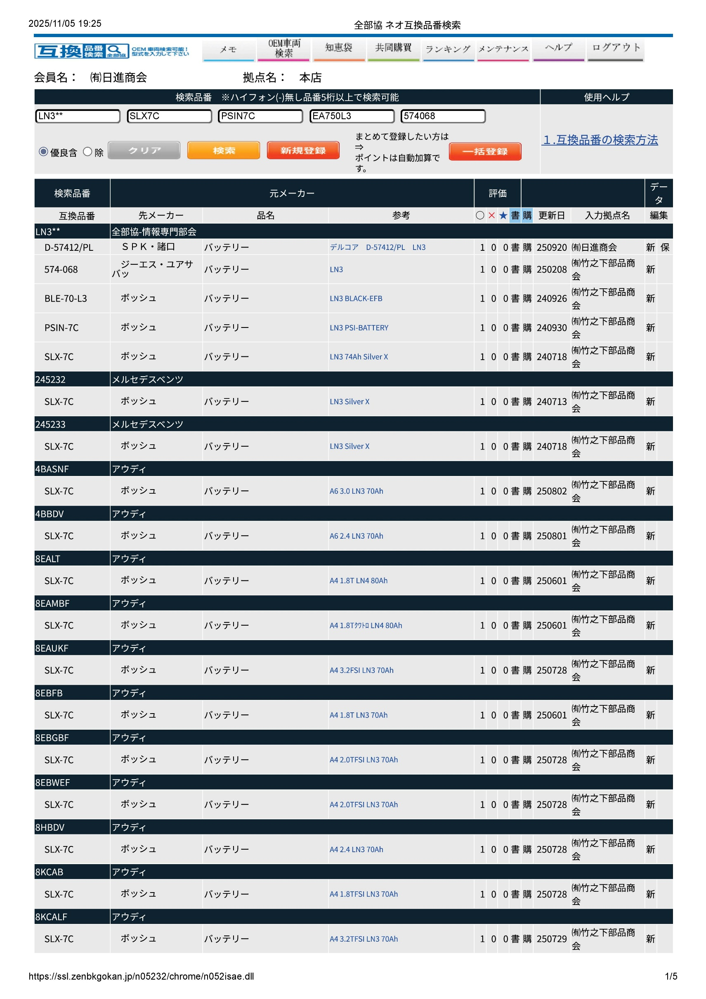 2025/11/05 19:25 全部協 ネオ互換品番検索
互換 品番検索 全部協 OEM 車両検索可能！ 型式を入力して下さい メモ OEM車両検索 知恵袋 共同購買 ランキング メンテナンス ヘルプ ログアウト
会員名： ㈲日進商会 拠点名： 本店
検索品番 ※ハイフォン(-)無し品番5桁以上で検索可能 使用ヘルプ
LN3** SLX7C PSIN7C EA750L3 574068
１.互換品番の検索方法
優良含 除 クリア 検索 新規登録 まとめて登録したい方は
⇒
ポイントは自動加算で
す。 一括登録
検索品番 元メーカー 評価 データ
互換品番 先メーカー 品名 参考 ○ × ★ 書 購 更新日 入力拠点名 編集
LN3** 全部協-情報専門部会
D-57412/PL ＳＰＫ・諸口 バッテリー デルコア D-57412/PL LN3 1 0 0 書 購 250920 ㈲日進商会 新 保
574-068 ジーエス・ユアサバッ バッテリー LN3 1 0 0 書 購 250208 ㈲竹之下部品商会 新
BLE-70-L3 ボッシュ バッテリー LN3 BLACK-EFB 1 0 0 書 購 240926 ㈲竹之下部品商会 新
PSIN-7C ボッシュ バッテリー LN3 PSI-BATTERY 1 0 0 書 購 240930 ㈲竹之下部品商会 新
SLX-7C ボッシュ バッテリー LN3 74Ah Silver X 1 0 0 書 購 240718 ㈲竹之下部品商会 新
245232 メルセデスベンツ
SLX-7C ボッシュ バッテリー LN3 Silver X 1 0 0 書 購 240713 ㈲竹之下部品商会 新
245233 メルセデスベンツ
SLX-7C ボッシュ バッテリー LN3 Silver X 1 0 0 書 購 240718 ㈲竹之下部品商会 新
4BASNF アウディ
SLX-7C ボッシュ バッテリー A6 3.0 LN3 70Ah 1 0 0 書 購 250802 ㈲竹之下部品商会 新
4BBDV アウディ
SLX-7C ボッシュ バッテリー A6 2.4 LN3 70Ah 1 0 0 書 購 250801 ㈲竹之下部品商会 新
8EALT アウディ
SLX-7C ボッシュ バッテリー A4 1.8T LN4 80Ah 1 0 0 書 購 250601 ㈲竹之下部品商会 新
8EAMBF アウディ
SLX-7C ボッシュ バッテリー A4 1.8Tｸﾜﾄﾛ LN4 80Ah 1 0 0 書 購 250601 ㈲竹之下部品商会 新
8EAUKF アウディ
SLX-7C ボッシュ バッテリー A4 3.2FSI LN3 70Ah 1 0 0 書 購 250728 ㈲竹之下部品商会 新
8EBFB アウディ
SLX-7C ボッシュ バッテリー A4 1.8T LN3 70Ah 1 0 0 書 購 250601 ㈲竹之下部品商会 新
8EBGBF アウディ
SLX-7C ボッシュ バッテリー A4 2.0TFSI LN3 70Ah 1 0 0 書 購 250728 ㈲竹之下部品商会 新
8EBWEF アウディ
SLX-7C ボッシュ バッテリー A4 2.0TFSI LN3 70Ah 1 0 0 書 購 250728 ㈲竹之下部品商会 新
8HBDV アウディ
SLX-7C ボッシュ バッテリー A4 2.4 LN3 70Ah 1 0 0 書 購 250728 ㈲竹之下部品商会 新
8KCAB アウディ
SLX-7C ボッシュ バッテリー A4 1.8TFSI LN3 70Ah 1 0 0 書 購 250728 ㈲竹之下部品商会 新
8KCALF アウディ
SLX-7C ボッシュ バッテリー A4 3.2TFSI LN3 70Ah 1 0 0 書 購 250729 ㈲竹之下部品商会 新
https://ssl.zenbkgokan.jp/n05232/chrome/n052isae.dll 1/5